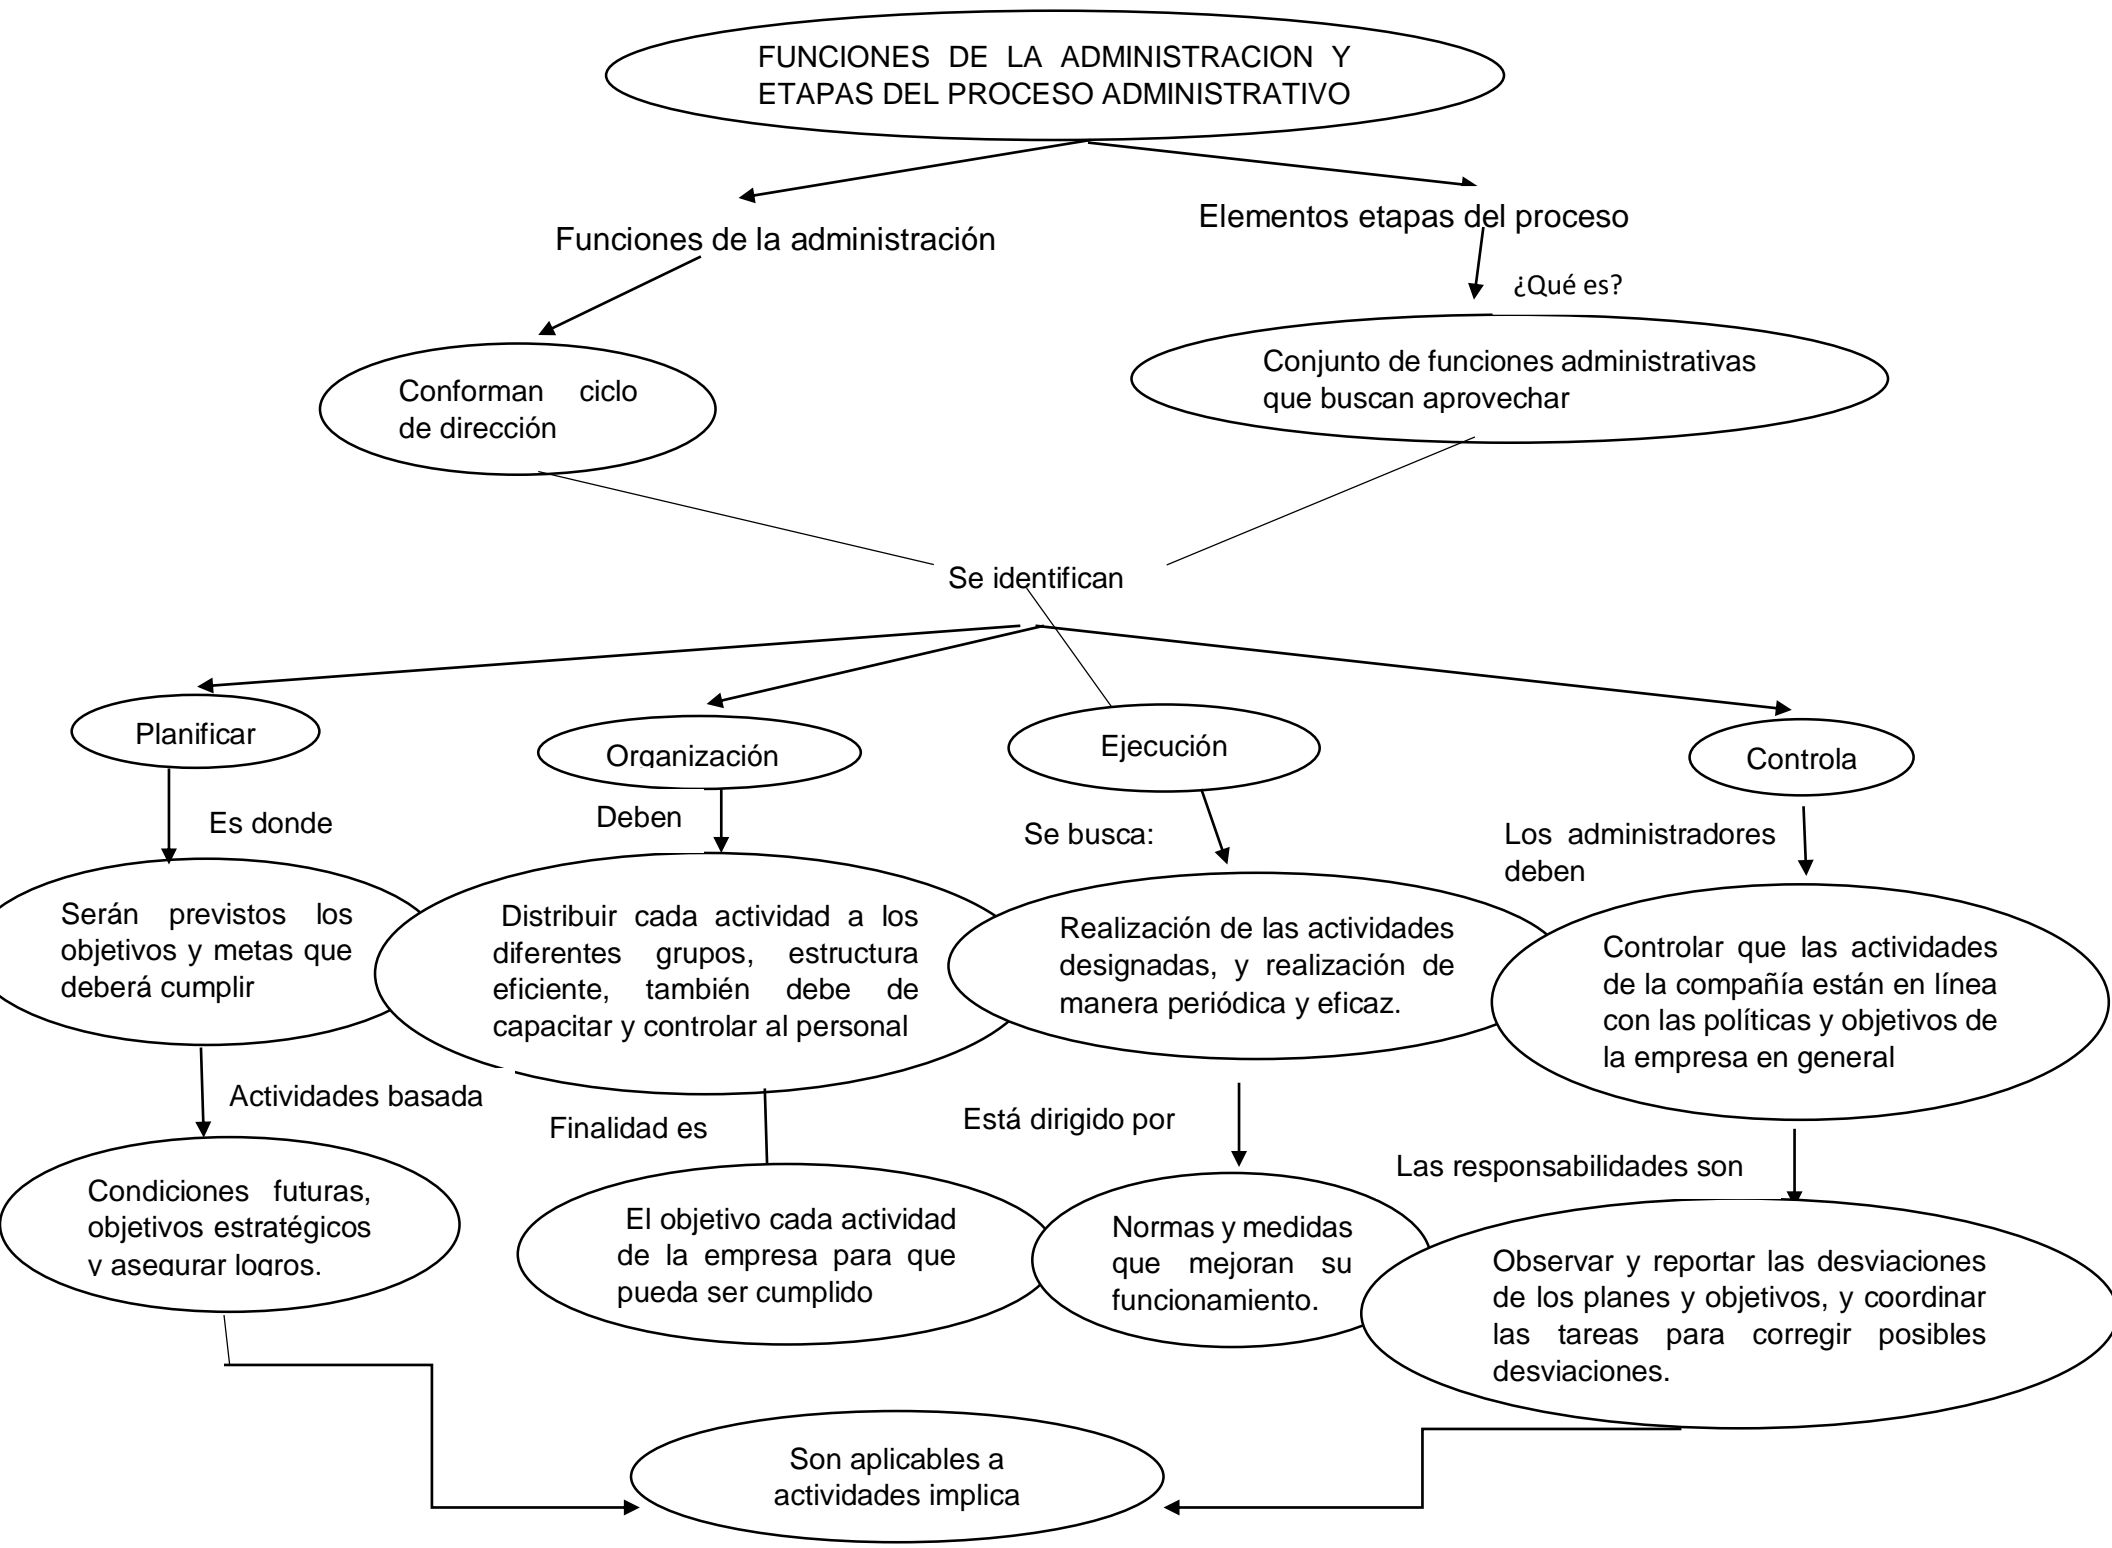 FUNCIONES DE LA ADMINISTRACION Y
ETAPAS DEL PROCESO ADMINISTRATIVO
Funciones de la administración
Elementos etapas del proceso
¿Qué es?
Conforman ciclo
de dirección
Conjunto de funciones administrativas
que buscan aprovechar
Se identifican
Planificar
Organización
Ejecución
Controla
Es donde
Deben
Se busca:
Los administradores
deben
Serán previstos los
objetivos y metas que
deberá cumplir
Distribuir cada actividad a los
diferentes grupos, estructura
eficiente, también debe de
capacitar y controlar al personal
Realización de las actividades
designadas, y realización de
manera periódica y eficaz.
Controlar que las actividades
de la compañía están en línea
con las políticas y objetivos de
la empresa en general
Actividades basada
Finalidad es
Está dirigido por
Las responsabilidades son
Condiciones futuras,
objetivos estratégicos
y asegurar logros.
El objetivo cada actividad
de la empresa para que
pueda ser cumplido
Normas y medidas
que mejoran su
funcionamiento.
Observar y reportar las desviaciones
de los planes y objetivos, y coordinar
las tareas para corregir posibles
desviaciones.
Son aplicables a
actividades implica